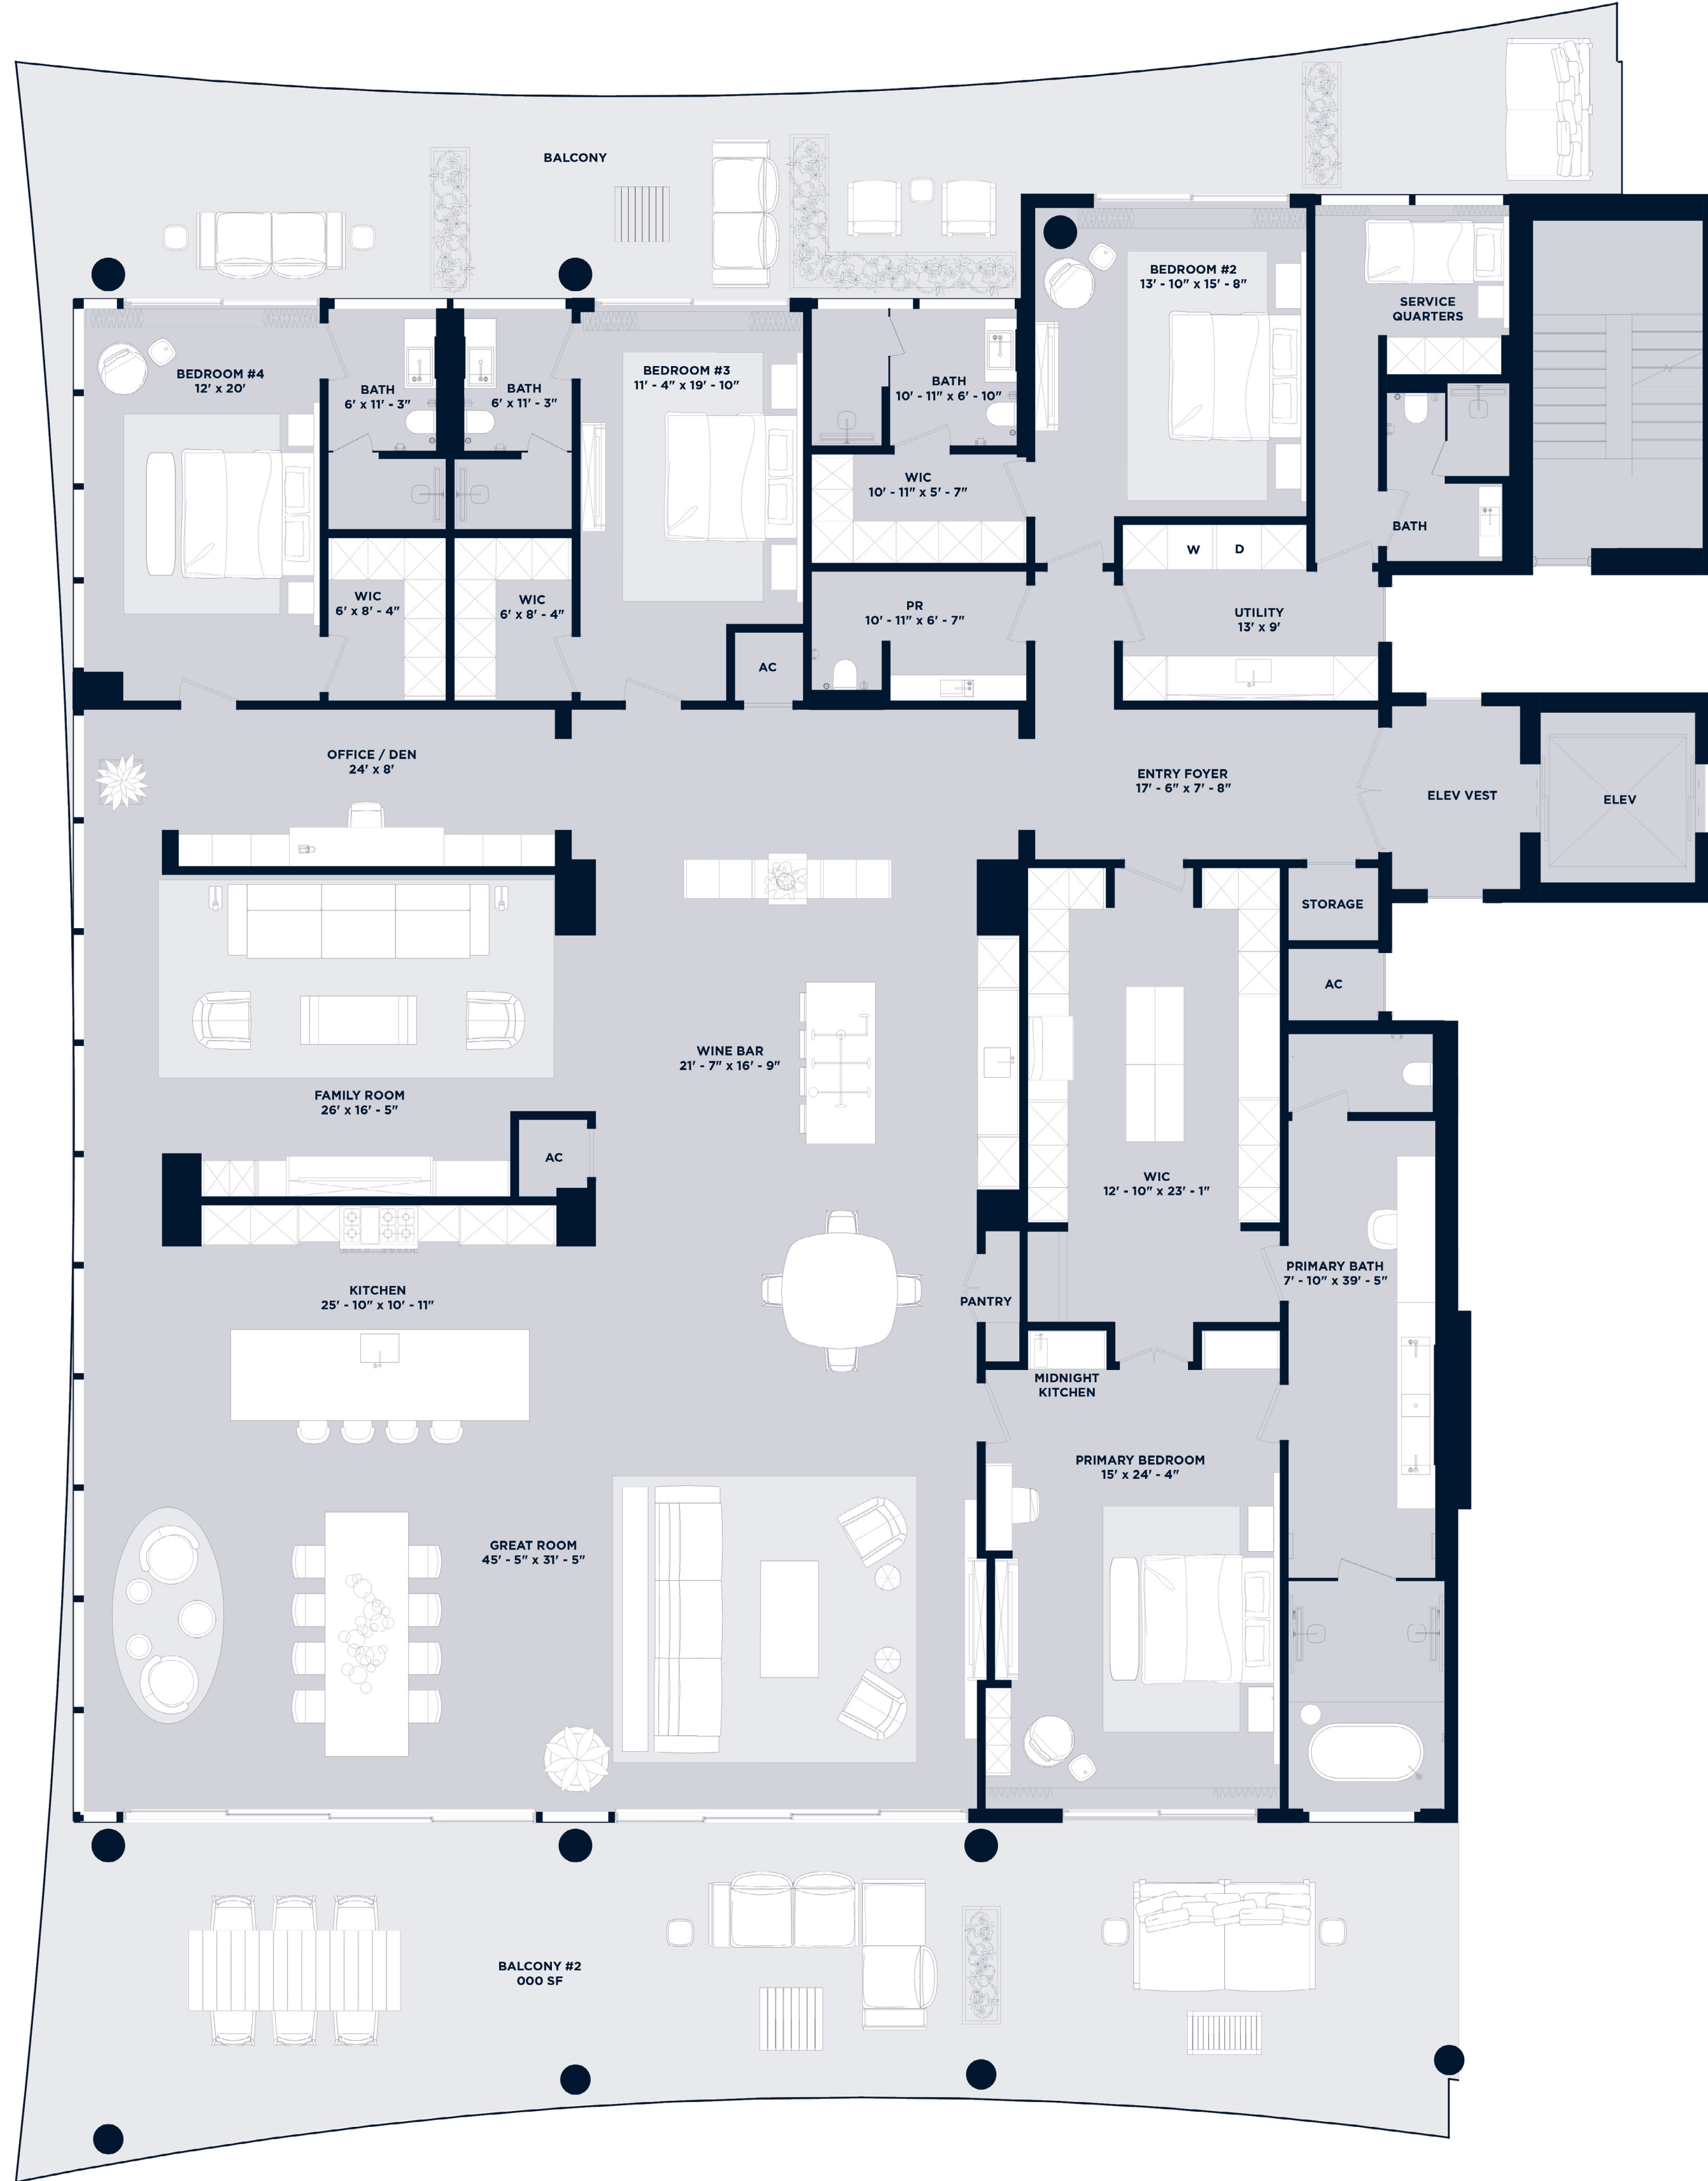 BALCONY
BEDROOM #2
13' - 10" x 15' - 8"
SERVICE
QUARTERS
BEDROOM #4
12' x 20'
BATH
6' x 11' - 3"
BATH
6' x 11' - 3"
BEDROOM #3
11' - 4" x 19' - 10"
BATH
10' - 11" x 6' - 10"
WIC
10' - 11" x 5' - 7"
BATH
W
D
WIC
6' x 8' - 4"
WIC
6' x 8' - 4"
PR
10' - 11" x 6' - 7"
UTILITY
13' x 9'
AC
OFFICE / DEN
24' x 8'
ENTRY FOYER
17' - 6" x 7' - 8"
ELEV VEST
ELEV
STORAGE
AC
WINE BAR
21' - 7" x 16' - 9"
FAMILY ROOM
26' x 16' - 5"
AC
WIC
12' - 10" x 23' - 1"
PRIMARY BATH
7' - 10" x 39' - 5"
KITCHEN
25' - 10" x 10' - 11"
PANTRY
MIDNIGHT
KITCHEN
PRIMARY BEDROOM
15' x 24' - 4"
GREAT ROOM
45' - 5" x 31' - 5"
BALCONY #2
000 SF